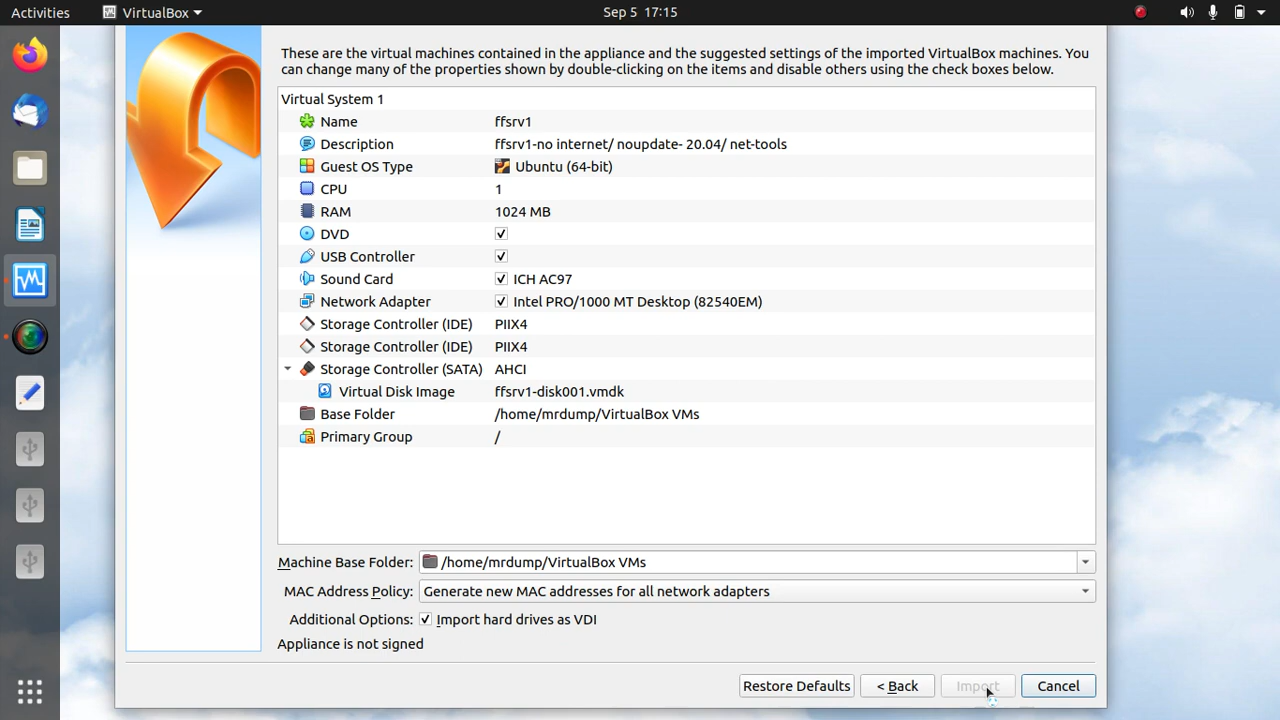 Activities VirtualBox Sep 5 17:15
These are the virtual machines contained in the appliance and the suggested settings of the imported VirtualBox machines. You
can change many of the properties shown by double-clicking on the items and disable others using the check boxes below.
Virtual System 1
Name ffsrv1
Description ffsrv1-no internet/ noupdate- 20.04/ net-tools
Guest OS Type Ubuntu (64-bit)
CPU 1
RAM 1024 MB
DVD
USB Controller
Sound Card ICH AC97
Network Adapter Intel PRO/1000 MT Desktop (82540EM)
Storage Controller (IDE) PIIX4
Storage Controller (IDE) PIIX4
Storage Controller (SATA) AHCI
Virtual Disk Image ffsrv1-disk001.vmdk
Base Folder /home/mrdump/VirtualBox VMs
Primary Group /
Machine Base Folder: /home/mrdump/VirtualBox VMs
MAC Address Policy: Generate new MAC addresses for all network adapters
Additional Options: Import hard drives as VDI
Appliance is not signed
Restore Defaults < Back Import Cancel